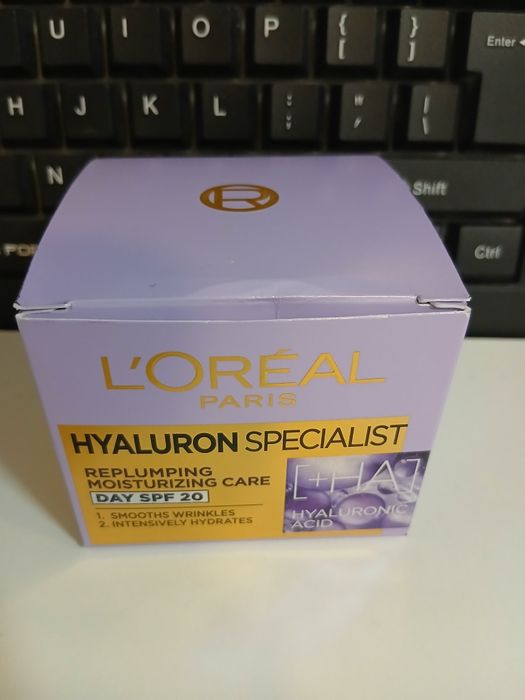 U I O P { [ } ] Enter
H J K L : ; " ' | \
N Shift
Ctrl
L'ORÉAL
PARIS
HYALURON SPECIALIST
REPLUMPING
MOISTURIZING CARE
DAY SPF 20
1. SMOOTHS WRINKLES
2. INTENSIVELY HYDRATES
[+HA]
HYALURONIC
ACID